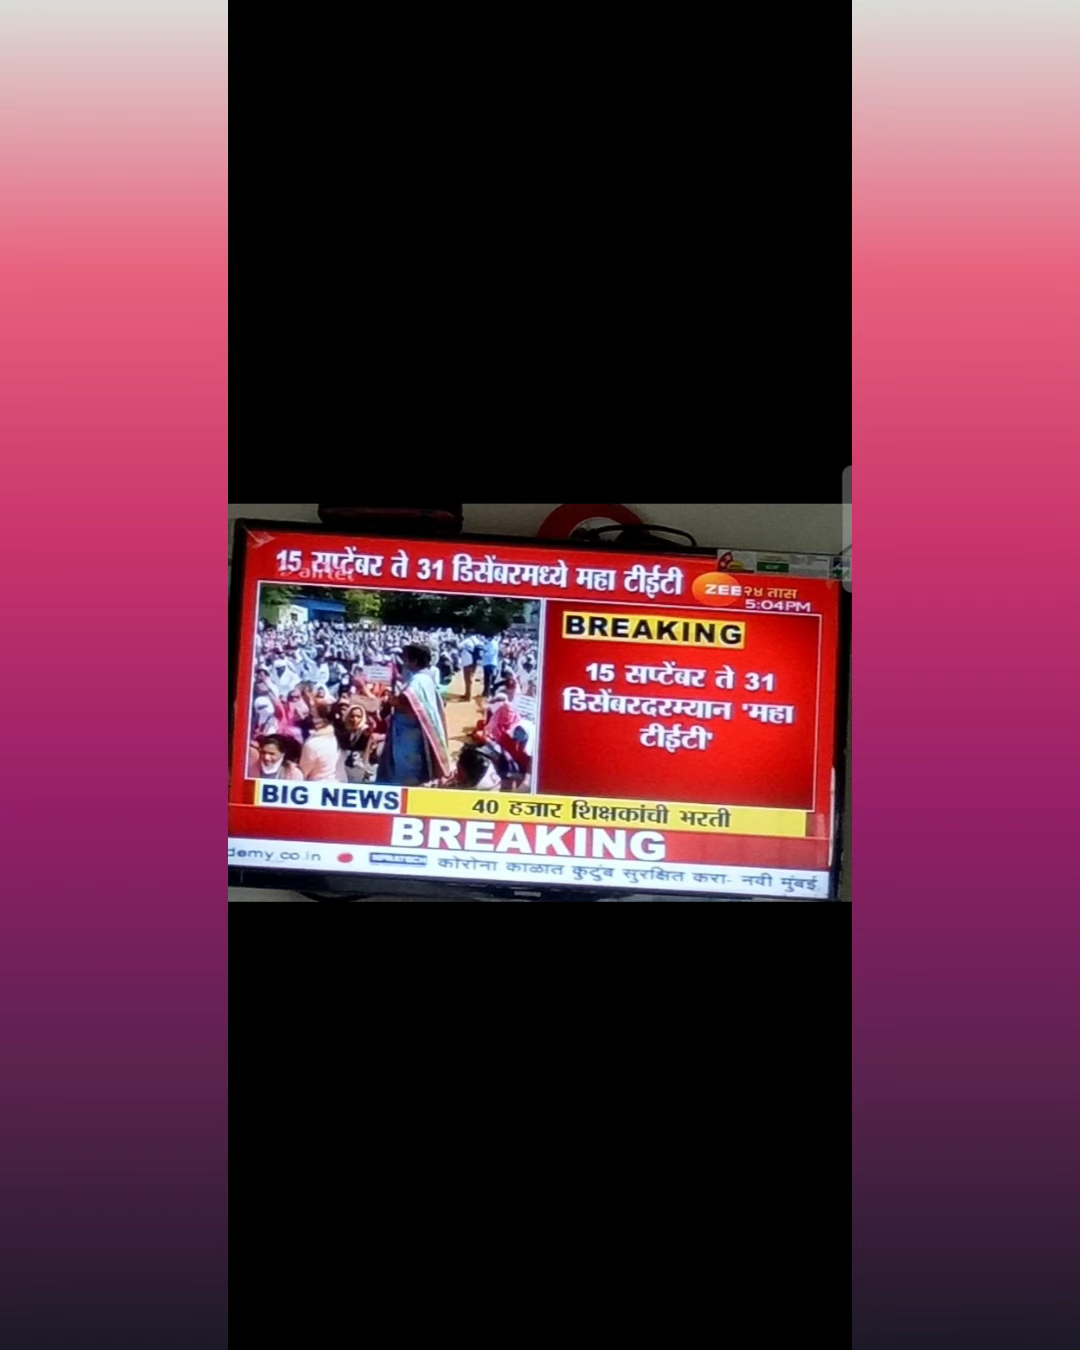 15 सप्टेंबर ते 31 डिसेंबरमध्ये महा टीईटी
airtel
ZEE २४ तास
5:04PM
BREAKING
15 सप्टेंबर ते 31
डिसेंबरदरम्यान 'महा
टीईटी'
BIG NEWS
40 हजार शिक्षकांची भरती
BREAKING
demy.co.in
कोरोना काळात कुटुंब सुरक्षित करा- नवी मुंबई